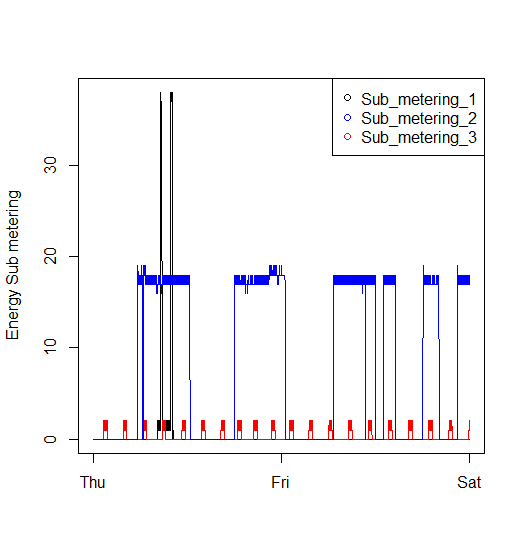 Sub_metering_1
Sub_metering_2
Sub_metering_3
Energy Sub metering
30
20
10
0
Thu
Fri
Sat